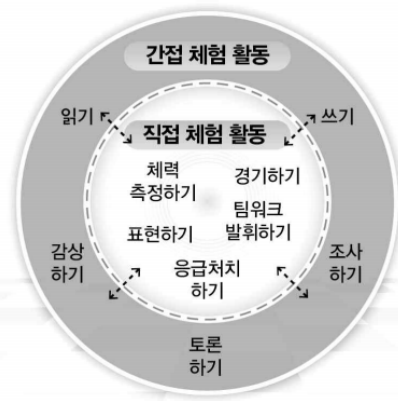 간접 체험 활동
읽기
쓰기
직접 체험 활동
체력
측정하기
경기하기
표현하기
팀워크
발휘하기
응급처치
하기
감상
하기
조사
하기
토론
하기